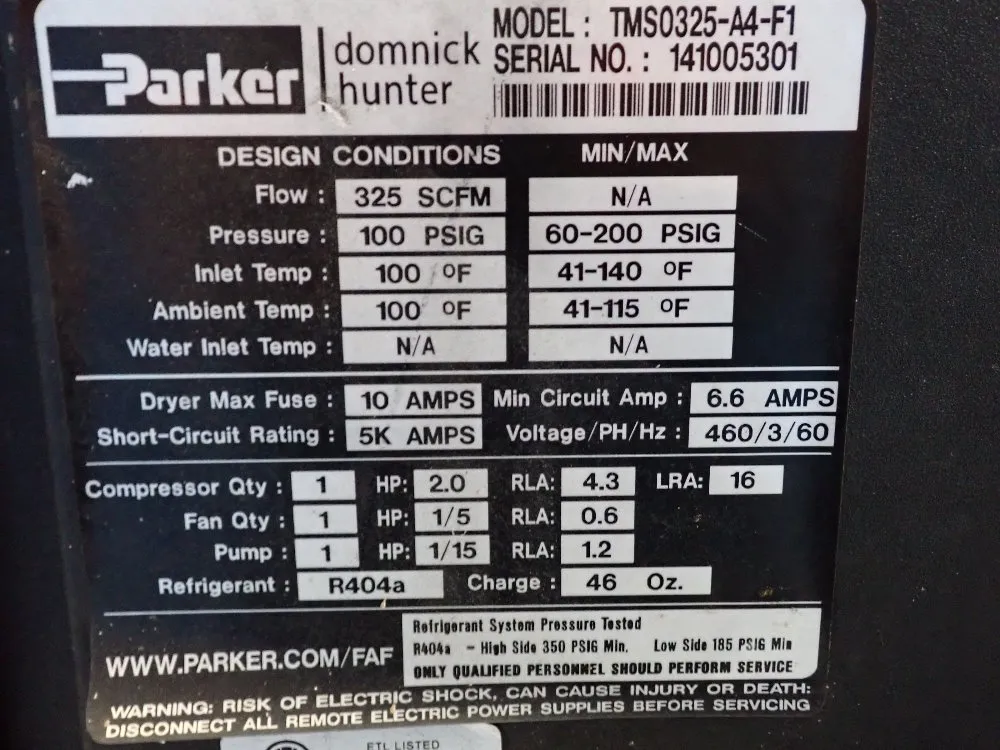 Parker
domnick
hunter
MODEL : TMS0325-A4-F1
SERIAL NO. : 141005301
DESIGN CONDITIONS MIN/MAX
Flow : 325 SCFM N/A
Pressure : 100 PSIG 60-200 PSIG
Inlet Temp : 100 ºF 41-140 ºF
Ambient Temp : 100 ºF 41-115 ºF
Water Inlet Temp : N/A N/A
Dryer Max Fuse : 10 AMPS Min Circuit Amp : 6.6 AMPS
Short-Circuit Rating : 5K AMPS Voltage/PH/Hz : 460/3/60
Compressor Qty : 1 HP: 2.0 RLA: 4.3 LRA: 16
Fan Qty : 1 HP: 1/5 RLA: 0.6
Pump : 1 HP: 1/15 RLA: 1.2
Refrigerant : R404a Charge : 46 Oz.
WWW.PARKER.COM/FAF
Refrigerant System Pressure Tested
R404a - High Side 350 PSIG Min. Low Side 185 PSIG Min
ONLY QUALIFIED PERSONNEL SHOULD PERFORM SERVICE
WARNING: RISK OF ELECTRIC SHOCK, CAN CAUSE INJURY OR DEATH:
DISCONNECT ALL REMOTE ELECTRIC POWER SUPPLIES BEFORE SERVICING
ETL LISTED